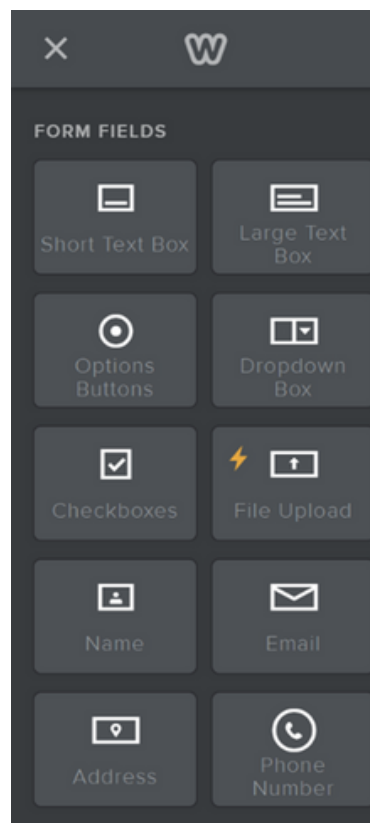 FORM FIELDS
Short Text Box
Large Text
Box
Options
Buttons
Dropdown
Box
Checkboxes
File Upload
Name
Email
Address
Phone
Number